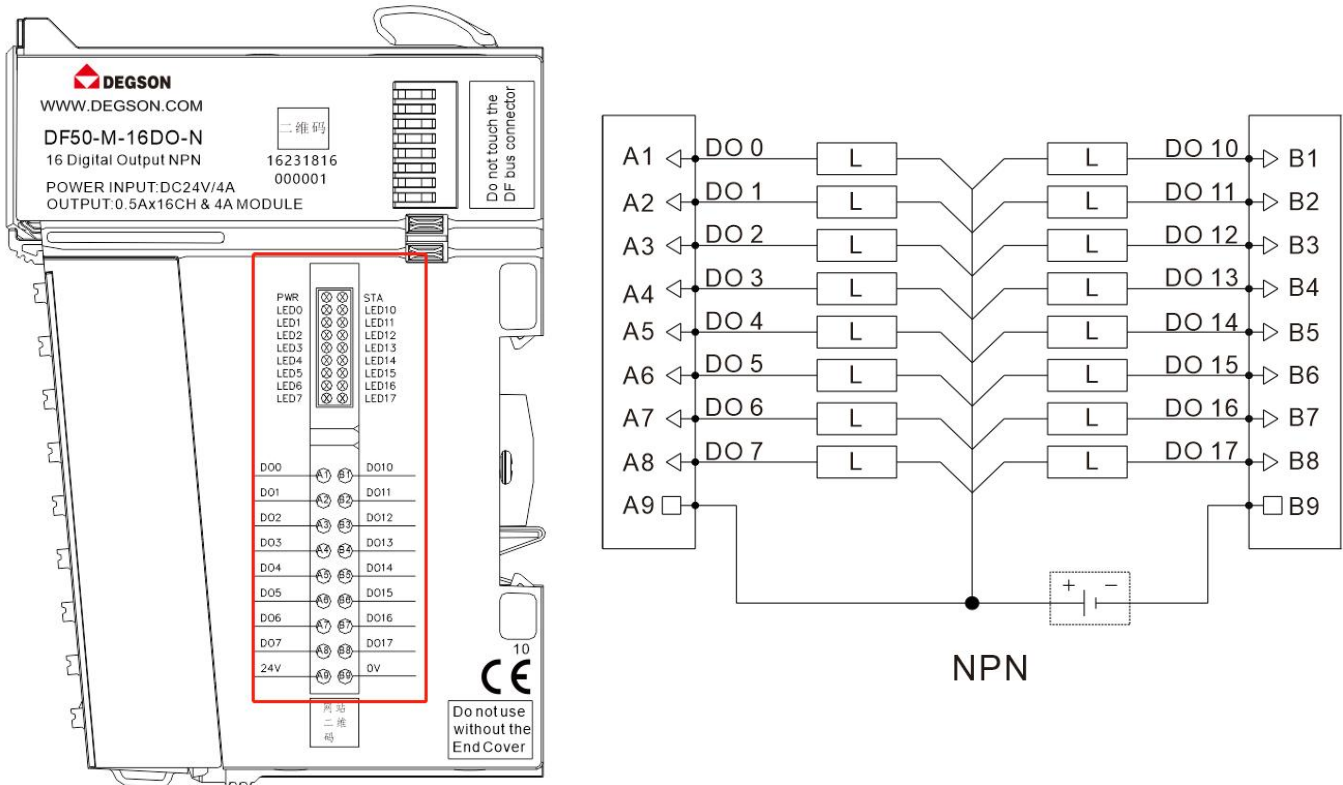 DEGSON
WWW.DEGSON.COM
DF50-M-16DO-N
16 Digital Output NPN
POWER INPUT:DC24V/4A
OUTPUT:0.5Ax16CH & 4A MODULE
二维码
16231816
000001
Do not touch the
DF bus connector
PWR STA
LED0 LED10
LED1 LED11
LED2 LED12
LED3 LED13
LED4 LED14
LED5 LED15
LED6 LED16
LED7 LED17
DO0 A1 B1 DO10
DO1 A2 B2 DO11
DO2 A3 B3 DO12
DO3 A4 B4 DO13
DO4 A5 B5 DO14
DO5 A6 B6 DO15
DO6 A7 B7 DO16
DO7 A8 B8 DO17
24V A9 B9 0V
网站
二维
码
10
CE
Do not use
without the
End Cover
A1 DO 0 L L DO 10 B1
A2 DO 1 L L DO 11 B2
A3 DO 2 L L DO 12 B3
A4 DO 3 L L DO 13 B4
A5 DO 4 L L DO 14 B5
A6 DO 5 L L DO 15 B6
A7 DO 6 L L DO 16 B7
A8 DO 7 L L DO 17 B8
A9 B9
+ −
NPN